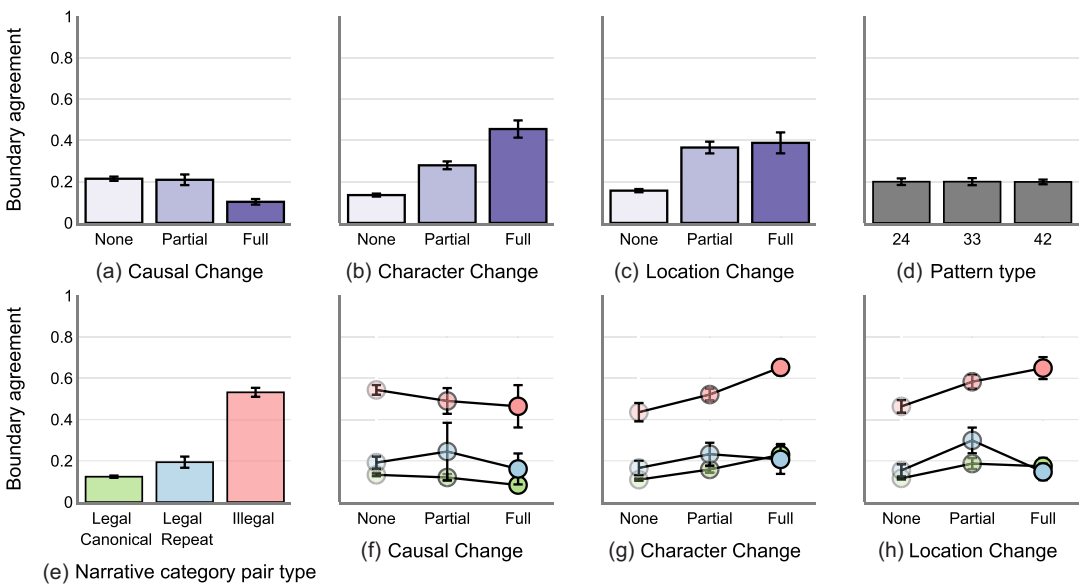 Boundary agreement
1
0.8
0.6
0.4
0.2
0
None Partial Full
(a) Causal Change
None Partial Full
(b) Character Change
None Partial Full
(c) Location Change
24 33 42
(d) Pattern type
Boundary agreement
1
0.8
0.6
0.4
0.2
0
Legal Legal Illegal
Canonical Repeat
(e) Narrative category pair type
None Partial Full
(f) Causal Change
None Partial Full
(g) Character Change
None Partial Full
(h) Location Change